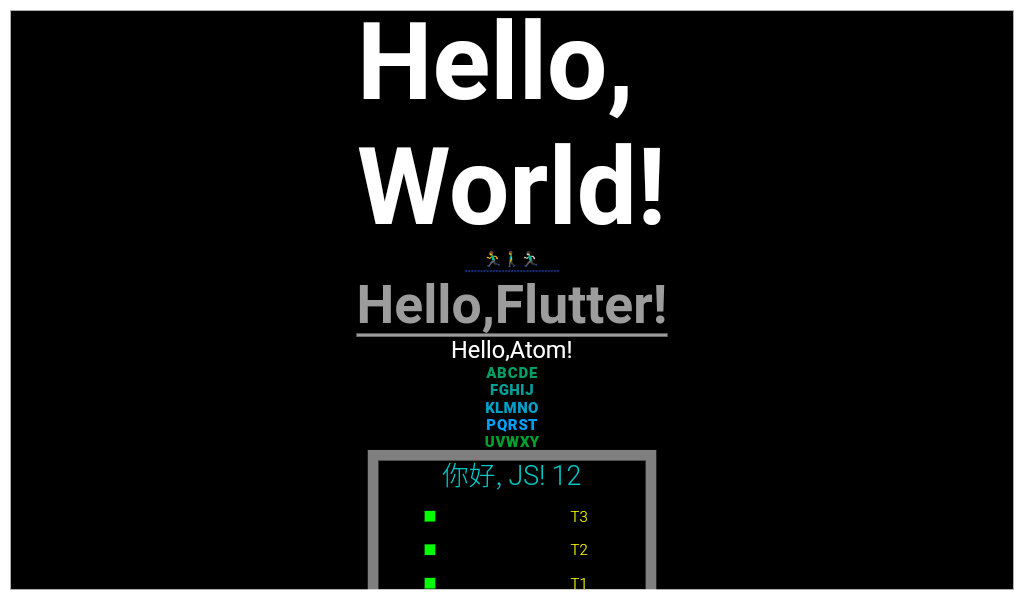 Hello,
World!
🏃🚶🏃
Hello,Flutter!
Hello,Atom!
ABCDE
FGHIJ
KLMNO
PQRST
UVWXY
你好, JS! 12
T3
T2
T1